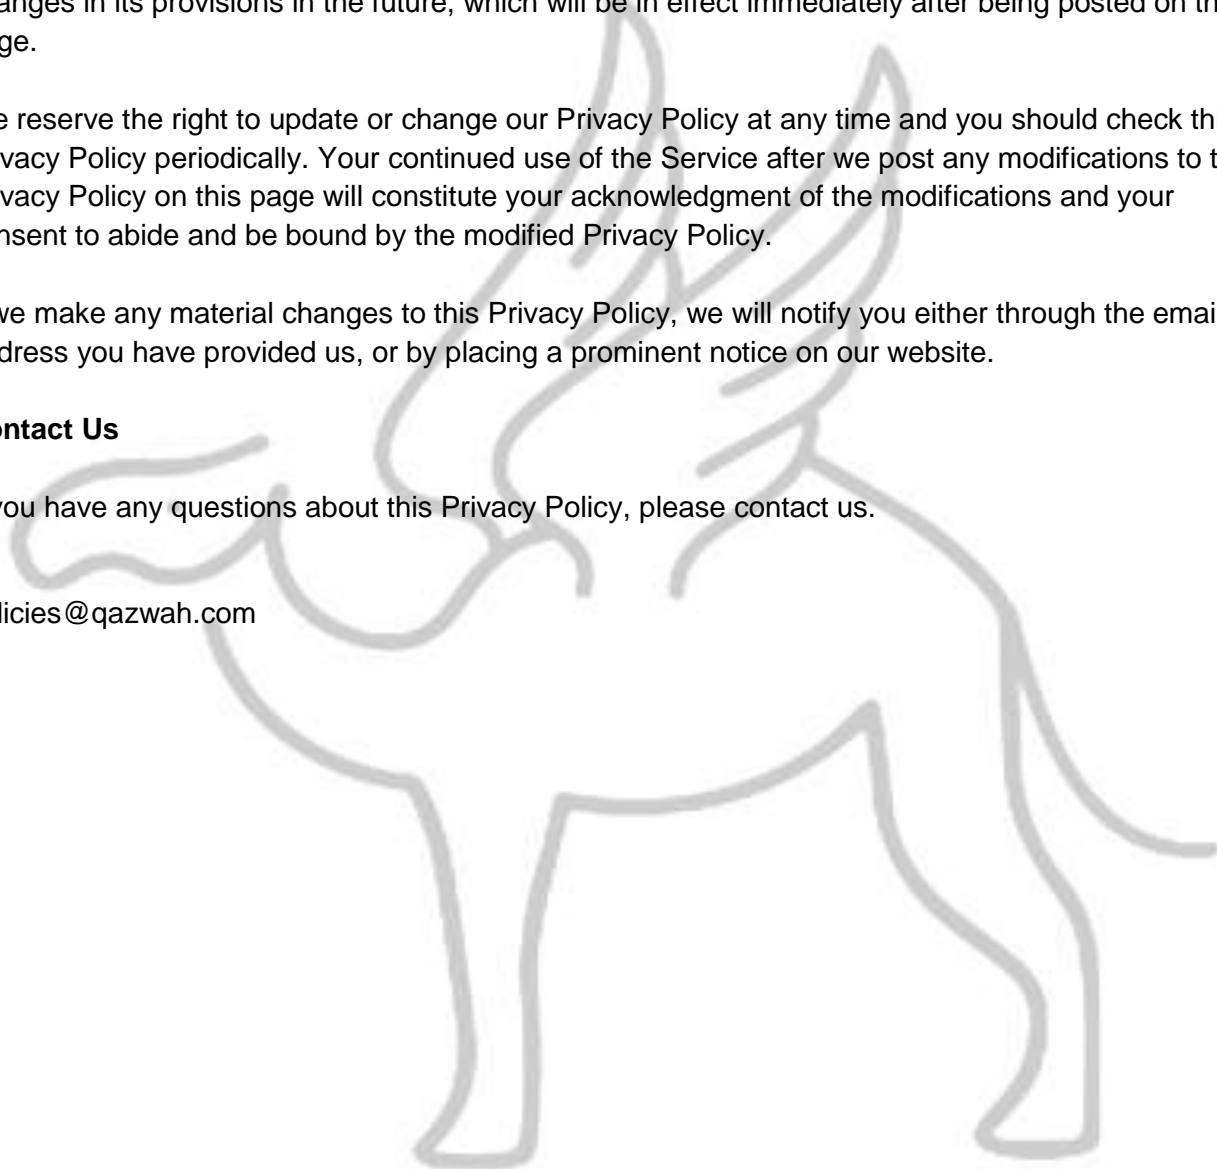 anges in its provisions in the future, which will be in effect immediately after being posted on th
ge.
e reserve the right to update or change our Privacy Policy at any time and you should check th
ivacy Policy periodically. Your continued use of the Service after we post any modifications to t
ivacy Policy on this page will constitute your acknowledgment of the modifications and your
nsent to abide and be bound by the modified Privacy Policy.
we make any material changes to this Privacy Policy, we will notify you either through the emai
dress you have provided us, or by placing a prominent notice on our website.
ontact Us
you have any questions about this Privacy Policy, please contact us.
licies@qazwah.com